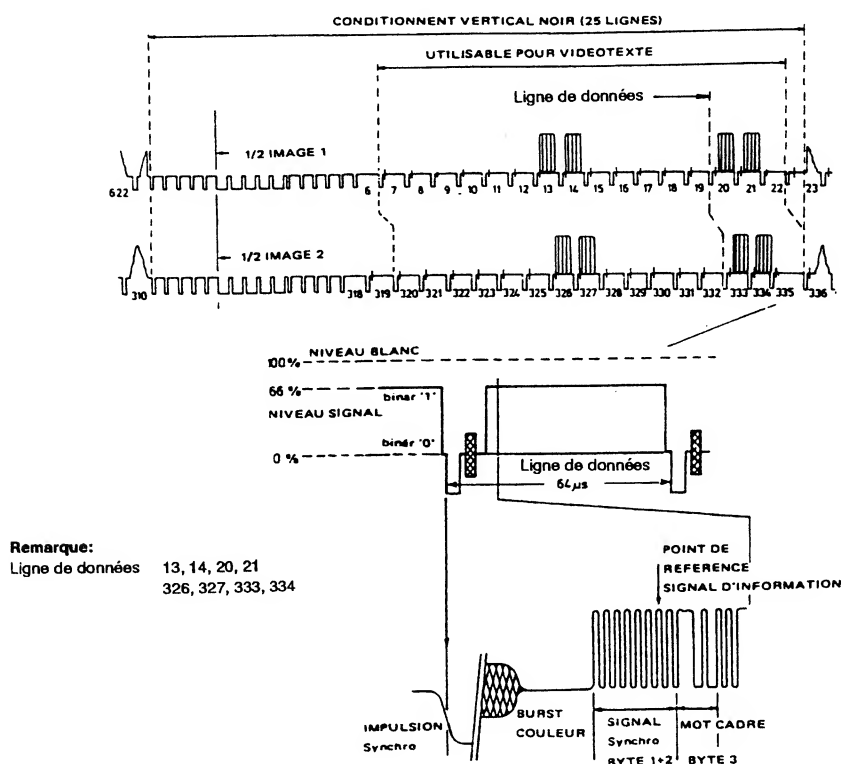 CONDITIONNENT VERTICAL NOIR (25 LIGNES)
UTILISABLE POUR VIDEOTEXTE
Ligne de données
1/2 IMAGE 1
622 6 7 8 9 10 11 12 13 14 15 16 17 18 19 20 21 22 23
1/2 IMAGE 2
310 318 319 320 321 322 323 324 325 326 327 328 329 330 331 332 333 334 335 336
NIVEAU BLANC
100 %
66 %
binar "1"
NIVEAU SIGNAL
binär "0"
0 %
Ligne de données
64 µs
Remarque:
Ligne de données 13, 14, 20, 21
326, 327, 333, 334
POINT DE
REFERENCE
SIGNAL D'INFORMATION
IMPULSION
Synchro
BURST
COULEUR
SIGNAL
Synchro
BYTE 1+2
MOT CADRE
BYTE 3